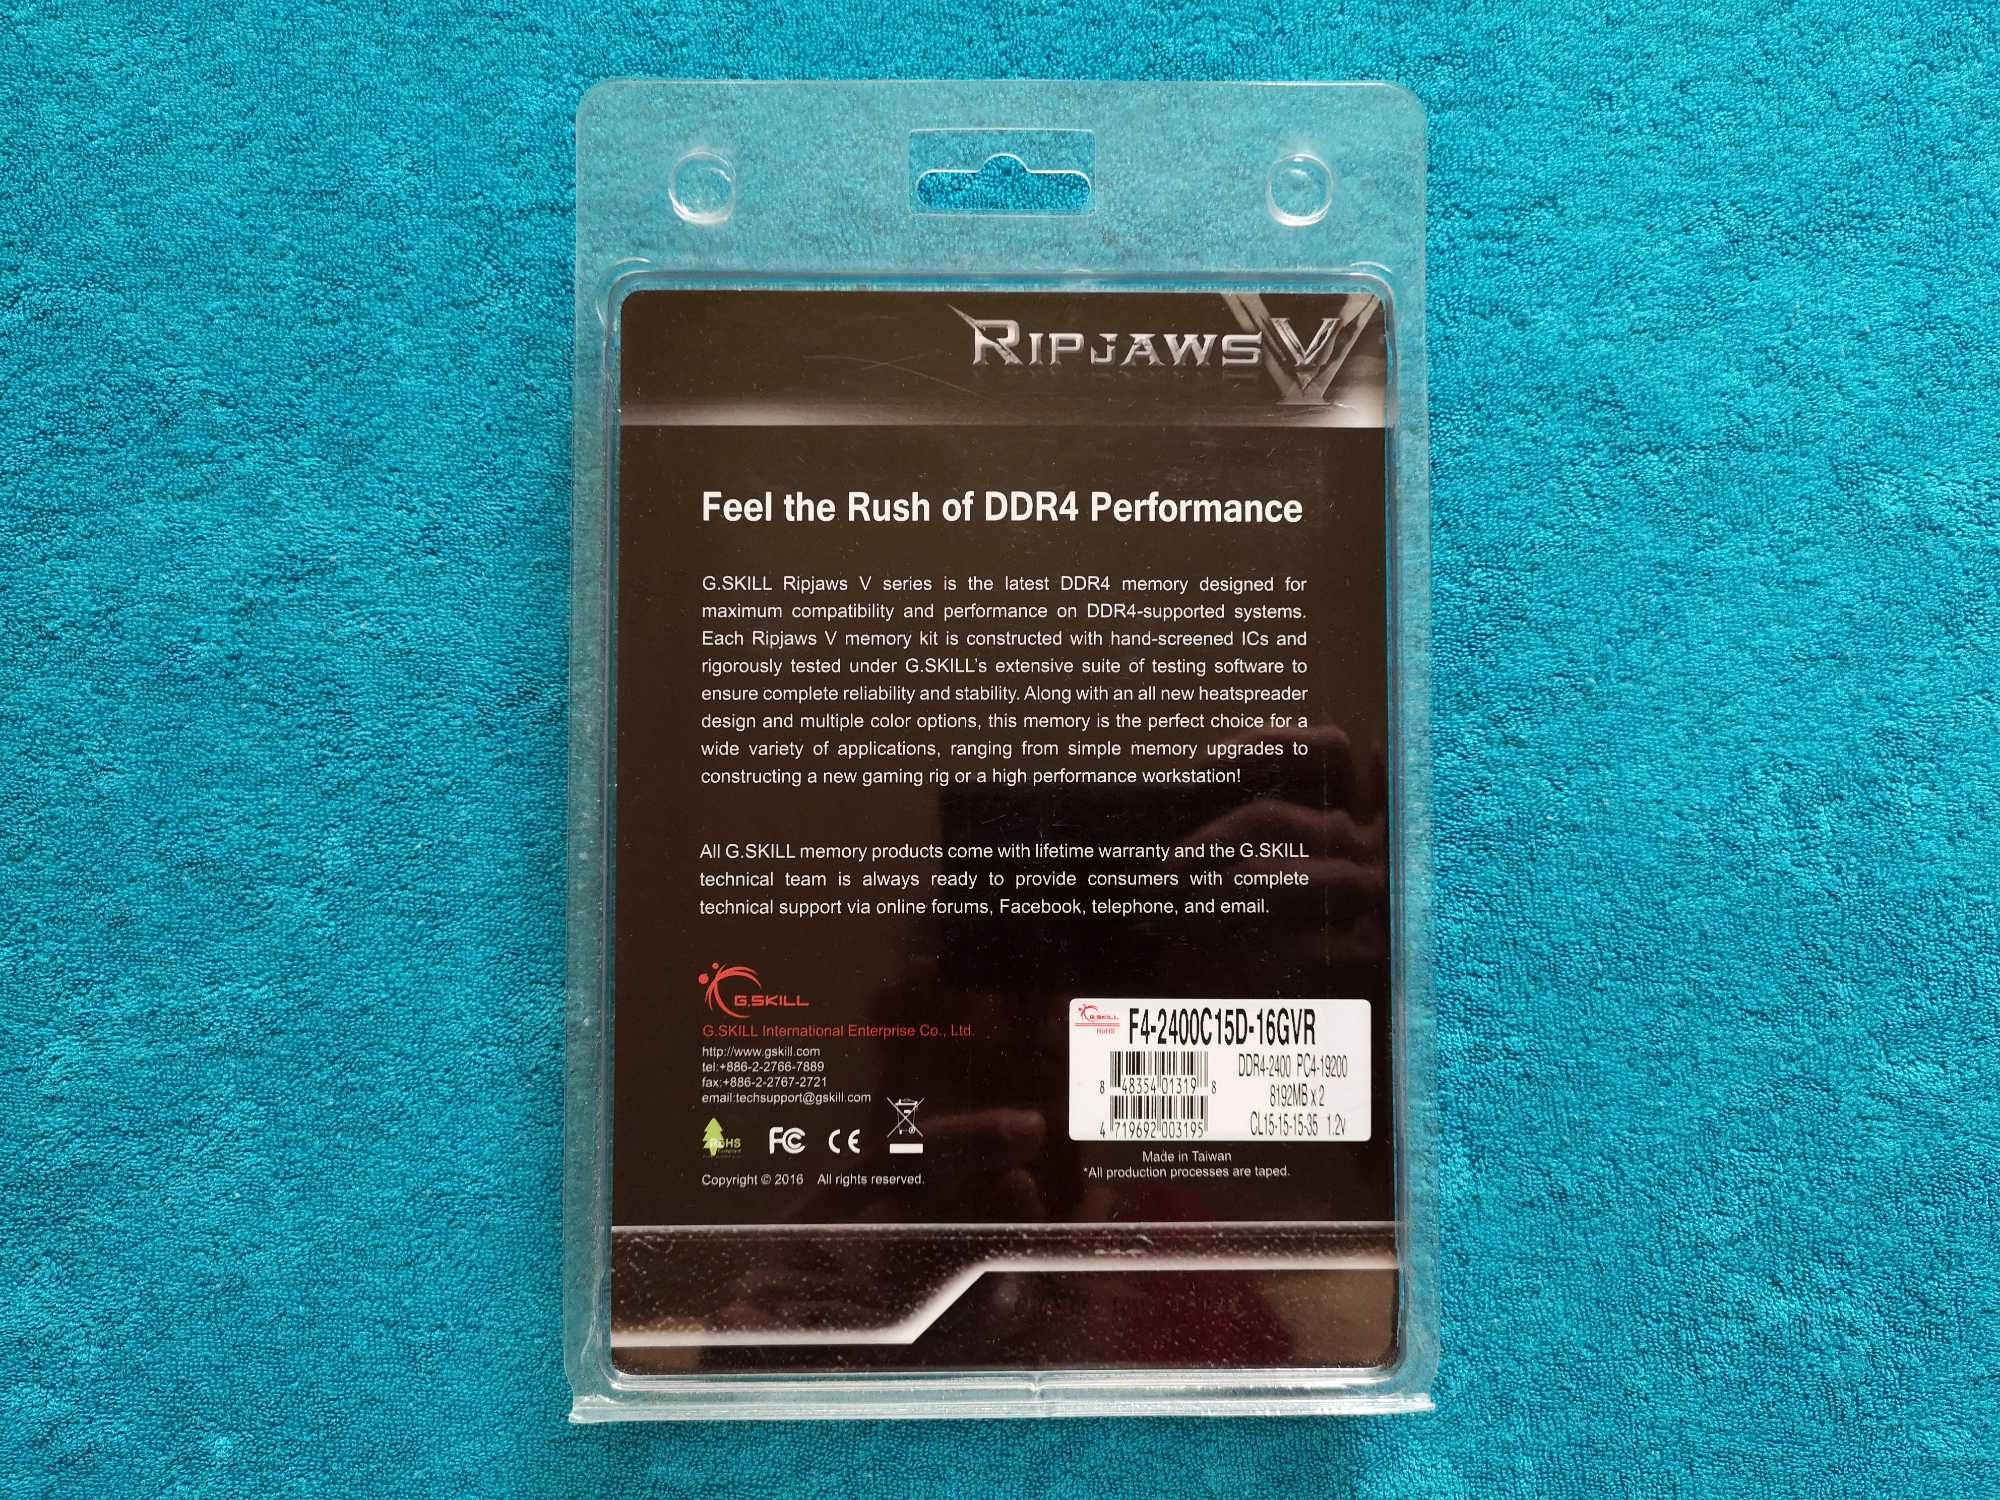 RIPJAWS V
Feel the Rush of DDR4 Performance
G.SKILL Ripjaws V series is the latest DDR4 memory designed for
maximum compatibility and performance on DDR4-supported systems.
Each Ripjaws V memory kit is constructed with hand-screened ICs and
rigorously tested under G.SKILL's extensive suite of testing software to
ensure complete reliability and stability. Along with an all new heatspreader
design and multiple color options, this memory is the perfect choice for a
wide variety of applications, ranging from simple memory upgrades to
constructing a new gaming rig or a high performance workstation!
All G.SKILL memory products come with lifetime warranty and the G.SKILL
technical team is always ready to provide consumers with complete
technical support via online forums, Facebook, telephone, and email.
G.SKILL
G.SKILL International Enterprise Co., Ltd.
http://www.gskill.com
tel:+886-2-2766-7889
fax:+886-2-2767-2721
email:techsupport@gskill.com
RoHS
FC CE
Copyright © 2016 All rights reserved.
G.SKILL
RoHS
F4-2400C15D-16GVR
DDR4-2400 PC4-19200
8 48354 01319 8
8192MB x 2
CL15-15-15-35 1.2v
4 719692 003195
Made in Taiwan
*All production processes are taped.